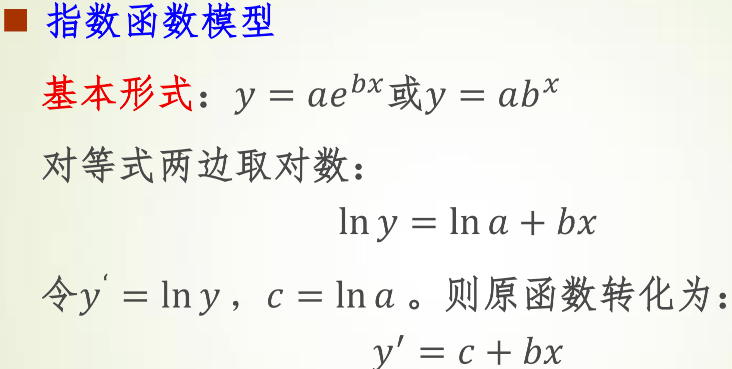 ■ 指数函数模型
基本形式：y = ae^{bx}或y = ab^x
对等式两边取对数：
ln y = ln a + bx
令y‘ = ln y ，c = ln a 。则原函数转化为：
y′ = c + bx